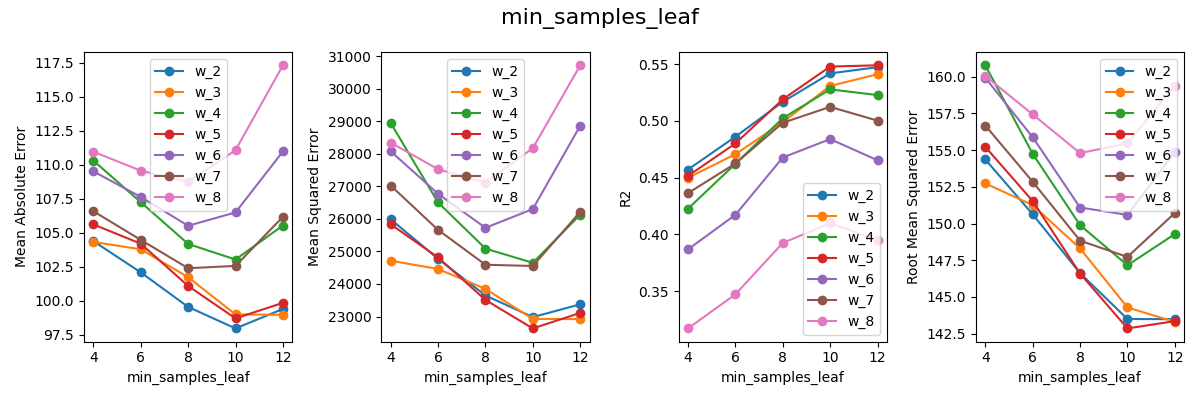 min_samples_leaf
Mean Absolute Error
117.5
115.0
112.5
110.0
107.5
105.0
102.5
100.0
97.5
w_2
w_3
w_4
w_5
w_6
w_7
w_8
4 6 8 10 12
min_samples_leaf
Mean Squared Error
31000
30000
29000
28000
27000
26000
25000
24000
23000
w_2
w_3
w_4
w_5
w_6
w_7
w_8
4 6 8 10 12
min_samples_leaf
R2
0.55
0.50
0.45
0.40
0.35
w_2
w_3
w_4
w_5
w_6
w_7
w_8
4 6 8 10 12
min_samples_leaf
Root Mean Squared Error
160.0
157.5
155.0
152.5
150.0
147.5
145.0
142.5
w_2
w_3
w_4
w_5
w_6
w_7
w_8
4 6 8 10 12
min_samples_leaf